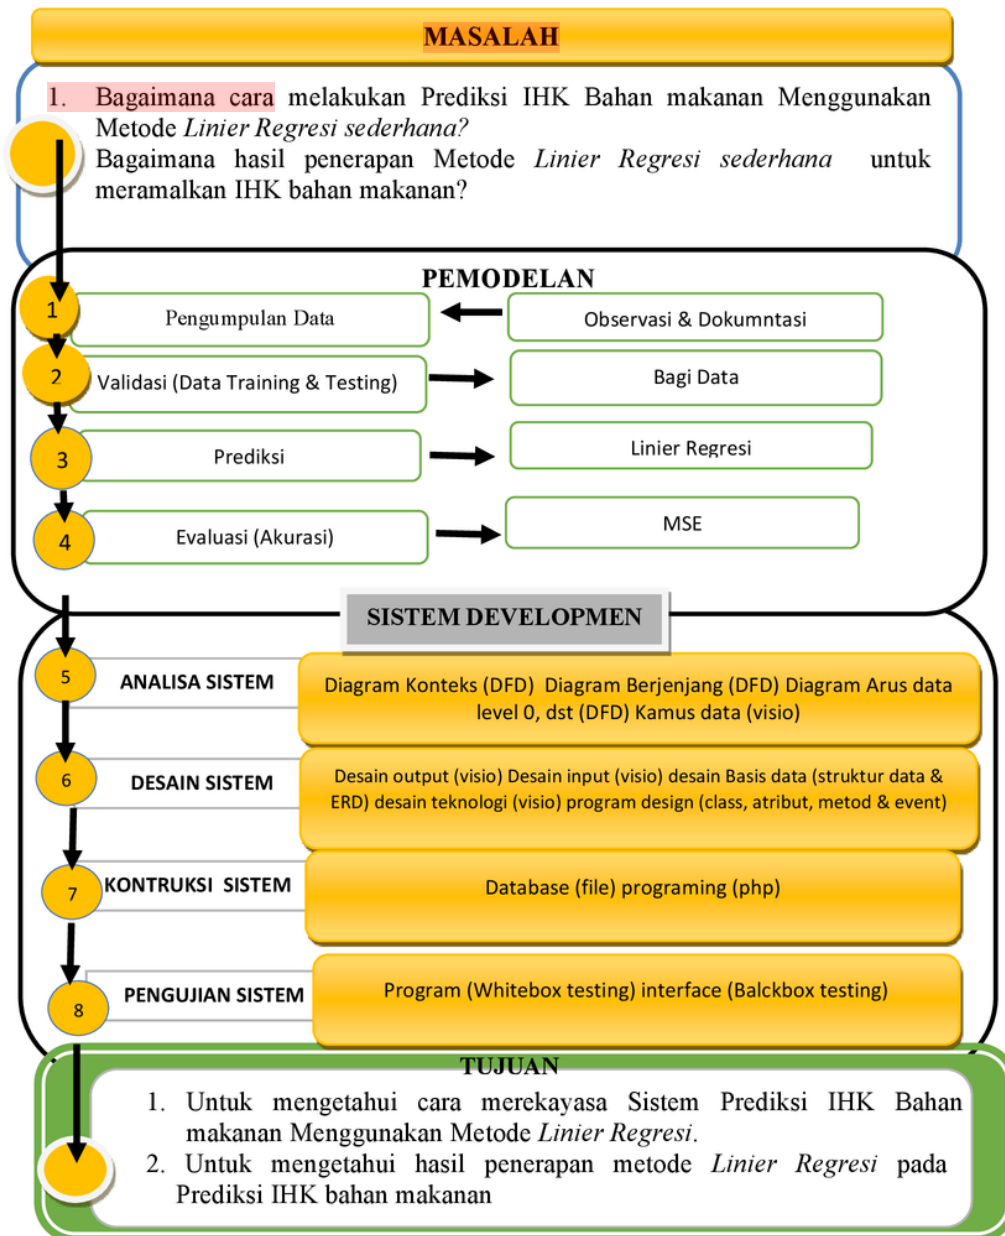 MASALAH
1. Bagaimana cara melakukan Prediksi IHK Bahan makanan Menggunakan
Metode Linier Regresi sederhana?
Bagaimana hasil penerapan Metode Linier Regresi sederhana untuk
meramalkan IHK bahan makanan?
PEMODELAN
1
Pengumpulan Data
Observasi & Dokumntasi
2
Validasi (Data Training & Testing)
Bagi Data
3
Prediksi
Linier Regresi
4
Evaluasi (Akurasi)
MSE
SISTEM DEVELOPMEN
5
ANALISA SISTEM
Diagram Konteks (DFD) Diagram Berjenjang (DFD) Diagram Arus data
level 0, dst (DFD) Kamus data (visio)
6
DESAIN SISTEM
Desain output (visio) Desain input (visio) desain Basis data (struktur data &
ERD) desain teknologi (visio) program design (class, atribut, metod & event)
7
KONTRUKSI SISTEM
Database (file) programing (php)
8
PENGUJIAN SISTEM
Program (Whitebox testing) interface (Balckbox testing)
TUJUAN
1. Untuk mengetahui cara merekayasa Sistem Prediksi IHK Bahan
makanan Menggunakan Metode Linier Regresi.
2. Untuk mengetahui hasil penerapan metode Linier Regresi pada
Prediksi IHK bahan makanan